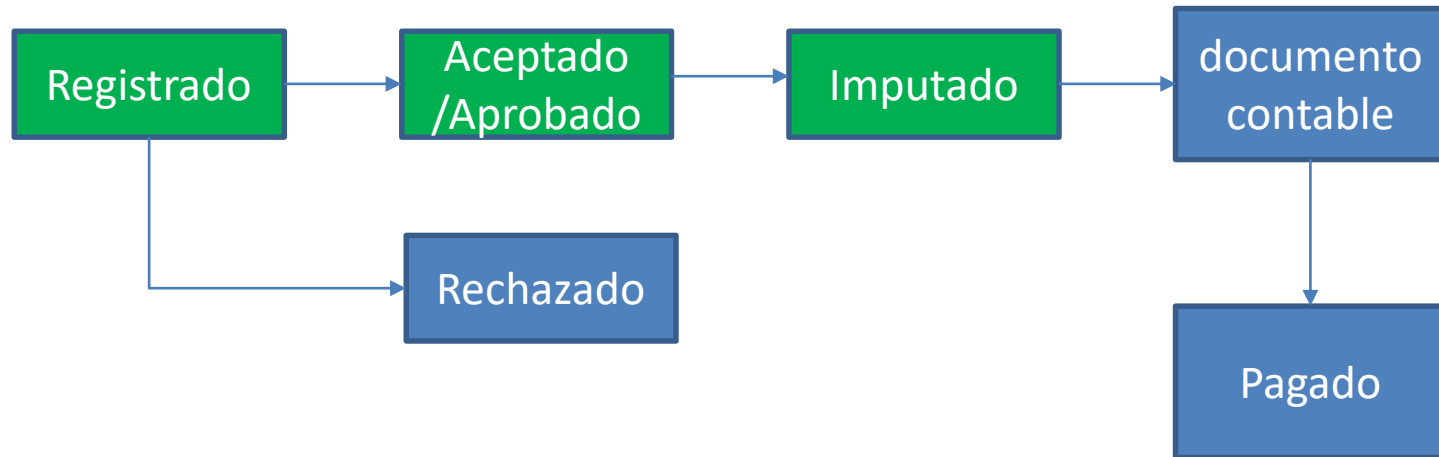 Registrado
Aceptado
/Aprobado
Imputado
documento
contable
Rechazado
Pagado